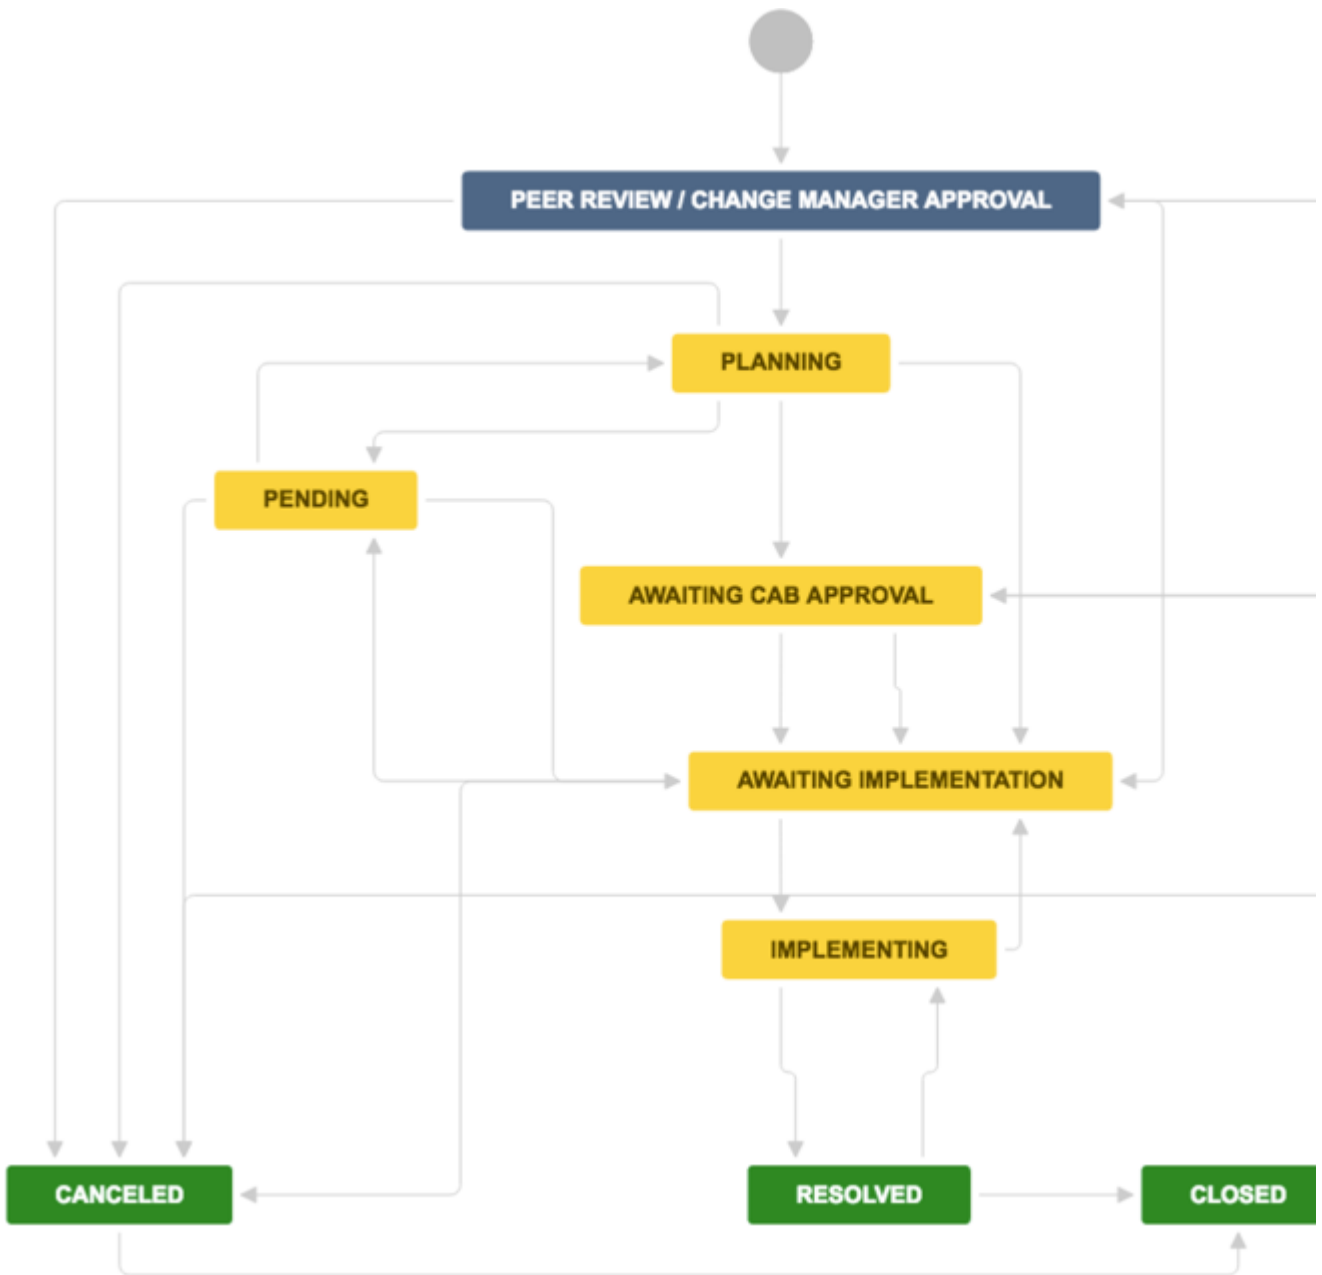 PEER REVIEW / CHANGE MANAGER APPROVAL
PLANNING
PENDING
AWAITING CAB APPROVAL
AWAITING IMPLEMENTATION
IMPLEMENTING
CANCELED
RESOLVED
CLOSED